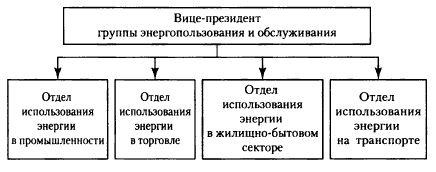 Вице-президент
группы энергопользования и обслуживания
Отдел
использования
энергии
в промышленности
Отдел
использования
энергии
в торговле
Отдел
использования
энергии
в жилищно-бытовом
секторе
Отдел
использования
энергии
на транспорте